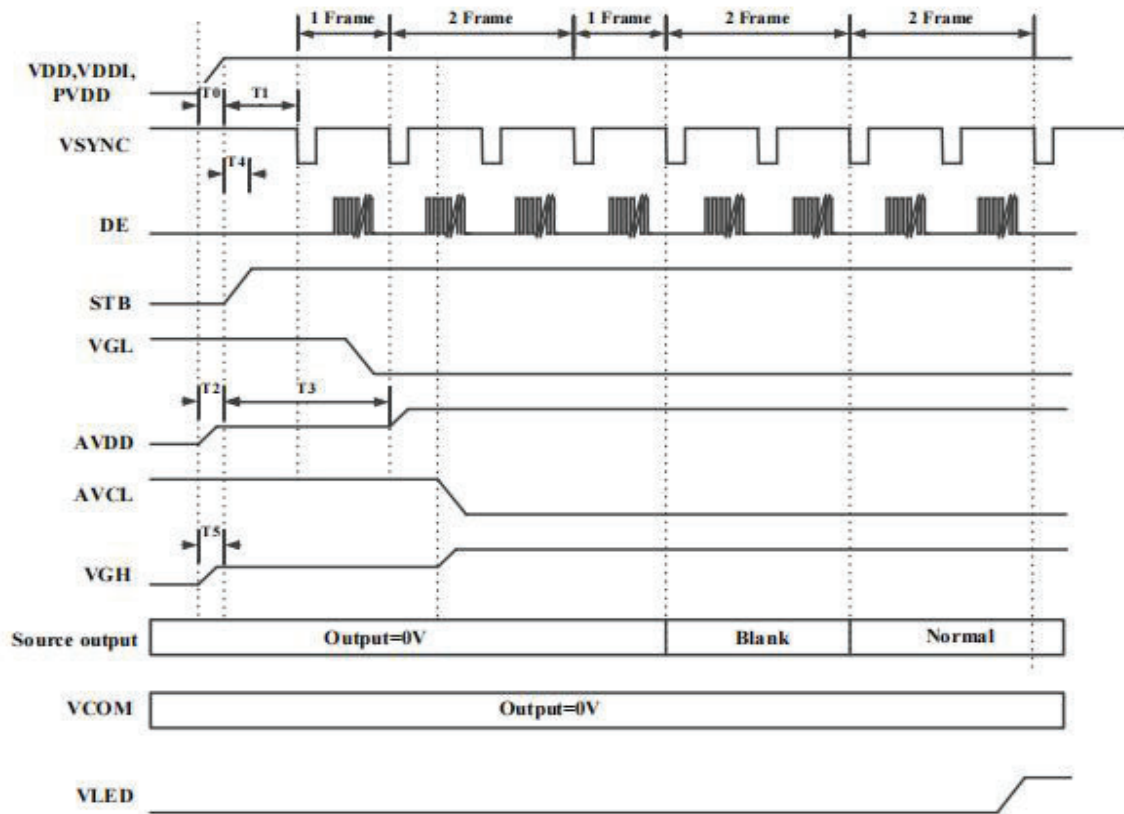 1 Frame
2 Frame
1 Frame
2 Frame
2 Frame
VDD,VDDI,
PVDD
T0
T1
VSYNC
T4
DE
STB
VGL
T2
T3
AVDD
AVCL
T5
VGH
Source output
Output=0V
Blank
Normal
VCOM
Output=0V
VLED